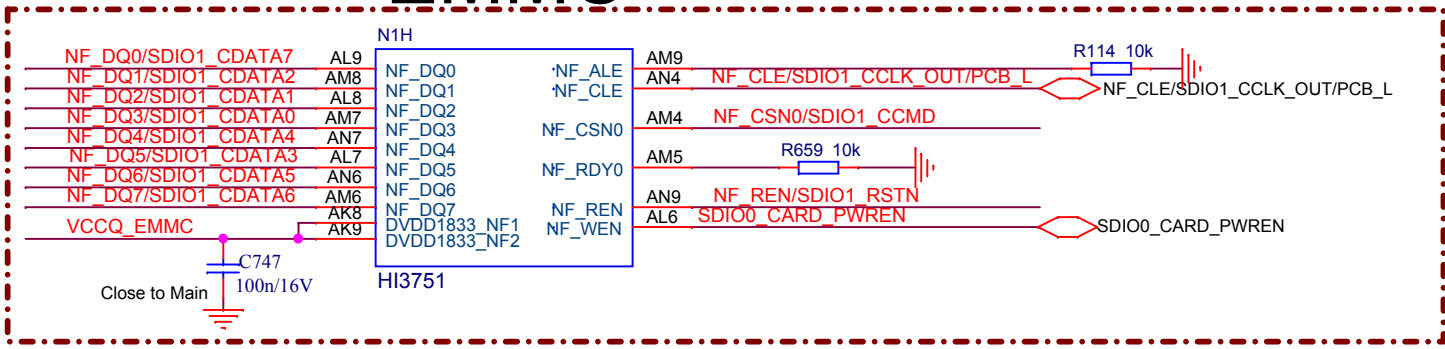 EMMC
N1H
NF_DQ0/SDIO1_CDATA7 AL9 NF_DQ0 NF_ALE AM9 R114 10k
NF_DQ1/SDIO1_CDATA2 AM8 NF_DQ1 NF_CLE AN4 NF_CLE/SDIO1_CCLK_OUT/PCB_L NF_CLE/SDIO1_CCLK_OUT/PCB_L
NF_DQ2/SDIO1_CDATA1 AL8 NF_DQ2
NF_DQ3/SDIO1_CDATA0 AM7 NF_DQ3 NF_CSN0 AM4 NF_CSN0/SDIO1_CCMD
NF_DQ4/SDIO1_CDATA4 AN7 NF_DQ4
NF_DQ5/SDIO1_CDATA3 AL7 NF_DQ5 NF_RDY0 AM5 R659 10k
NF_DQ6/SDIO1_CDATA5 AN6 NF_DQ6
NF_DQ7/SDIO1_CDATA6 AM6 NF_DQ7 NF_REN AN9 NF_REN/SDIO1_RSTN
AK8 DVDD1833_NF1 NF_WEN AL6 SDIO0_CARD_PWREN SDIO0_CARD_PWREN
VCCQ_EMMC AK9 DVDD1833_NF2
C747
100n/16V
Close to Main
HI3751